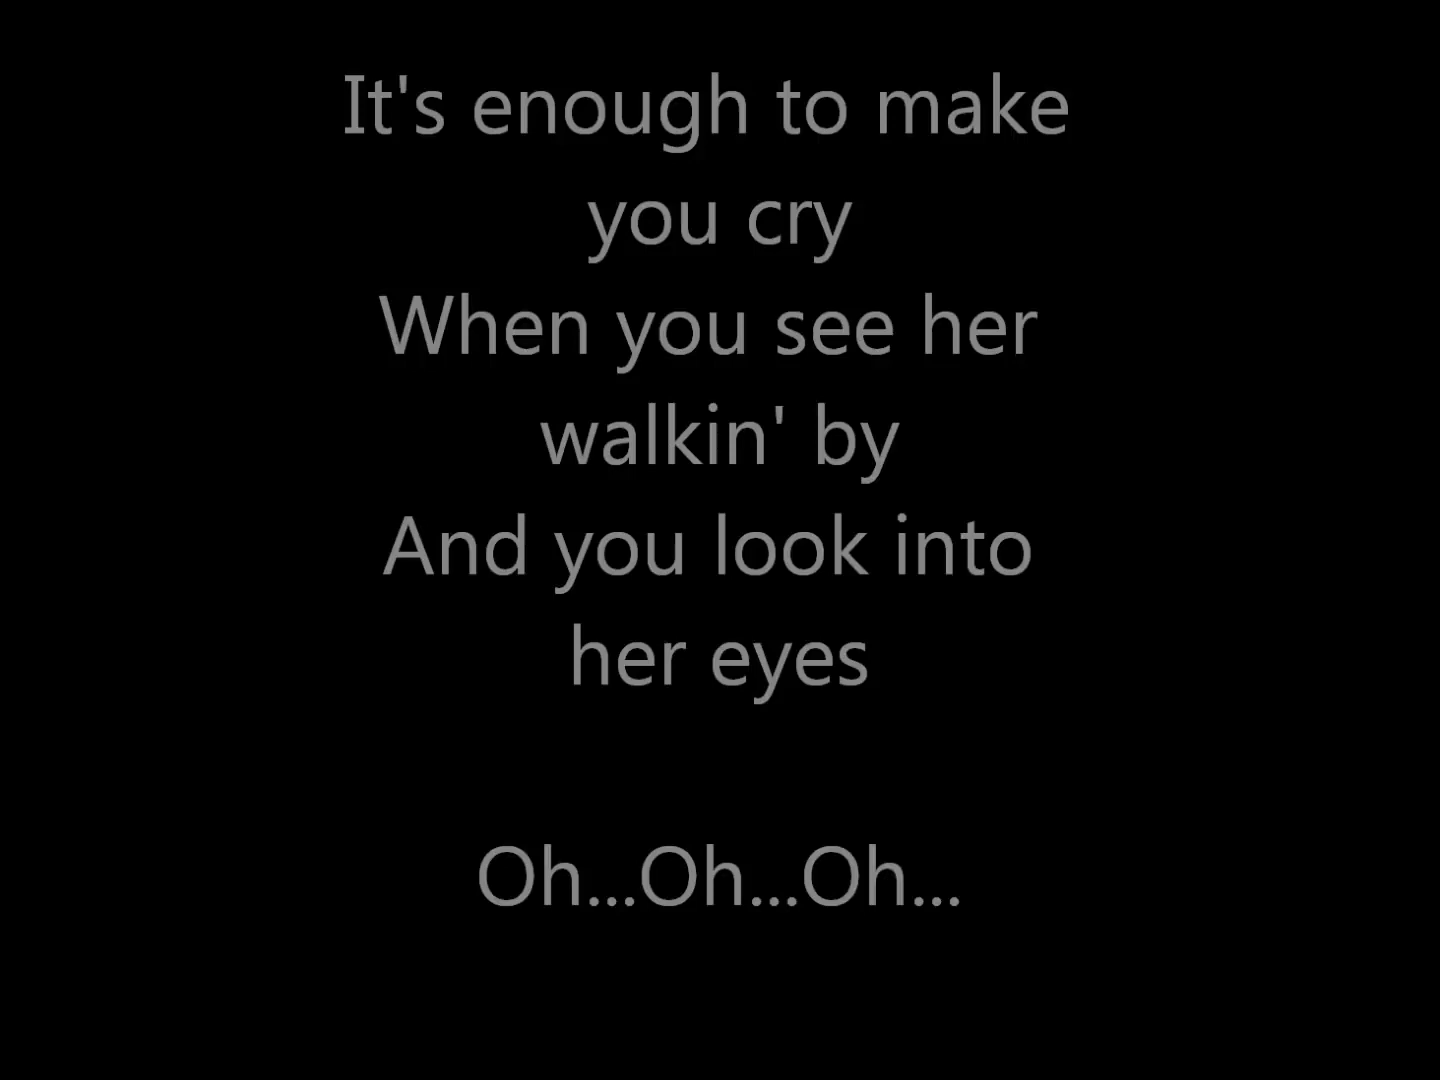 It's enough to make
you cry
When you see her
walkin' by
And you look into
her eyes
Oh...Oh...Oh...